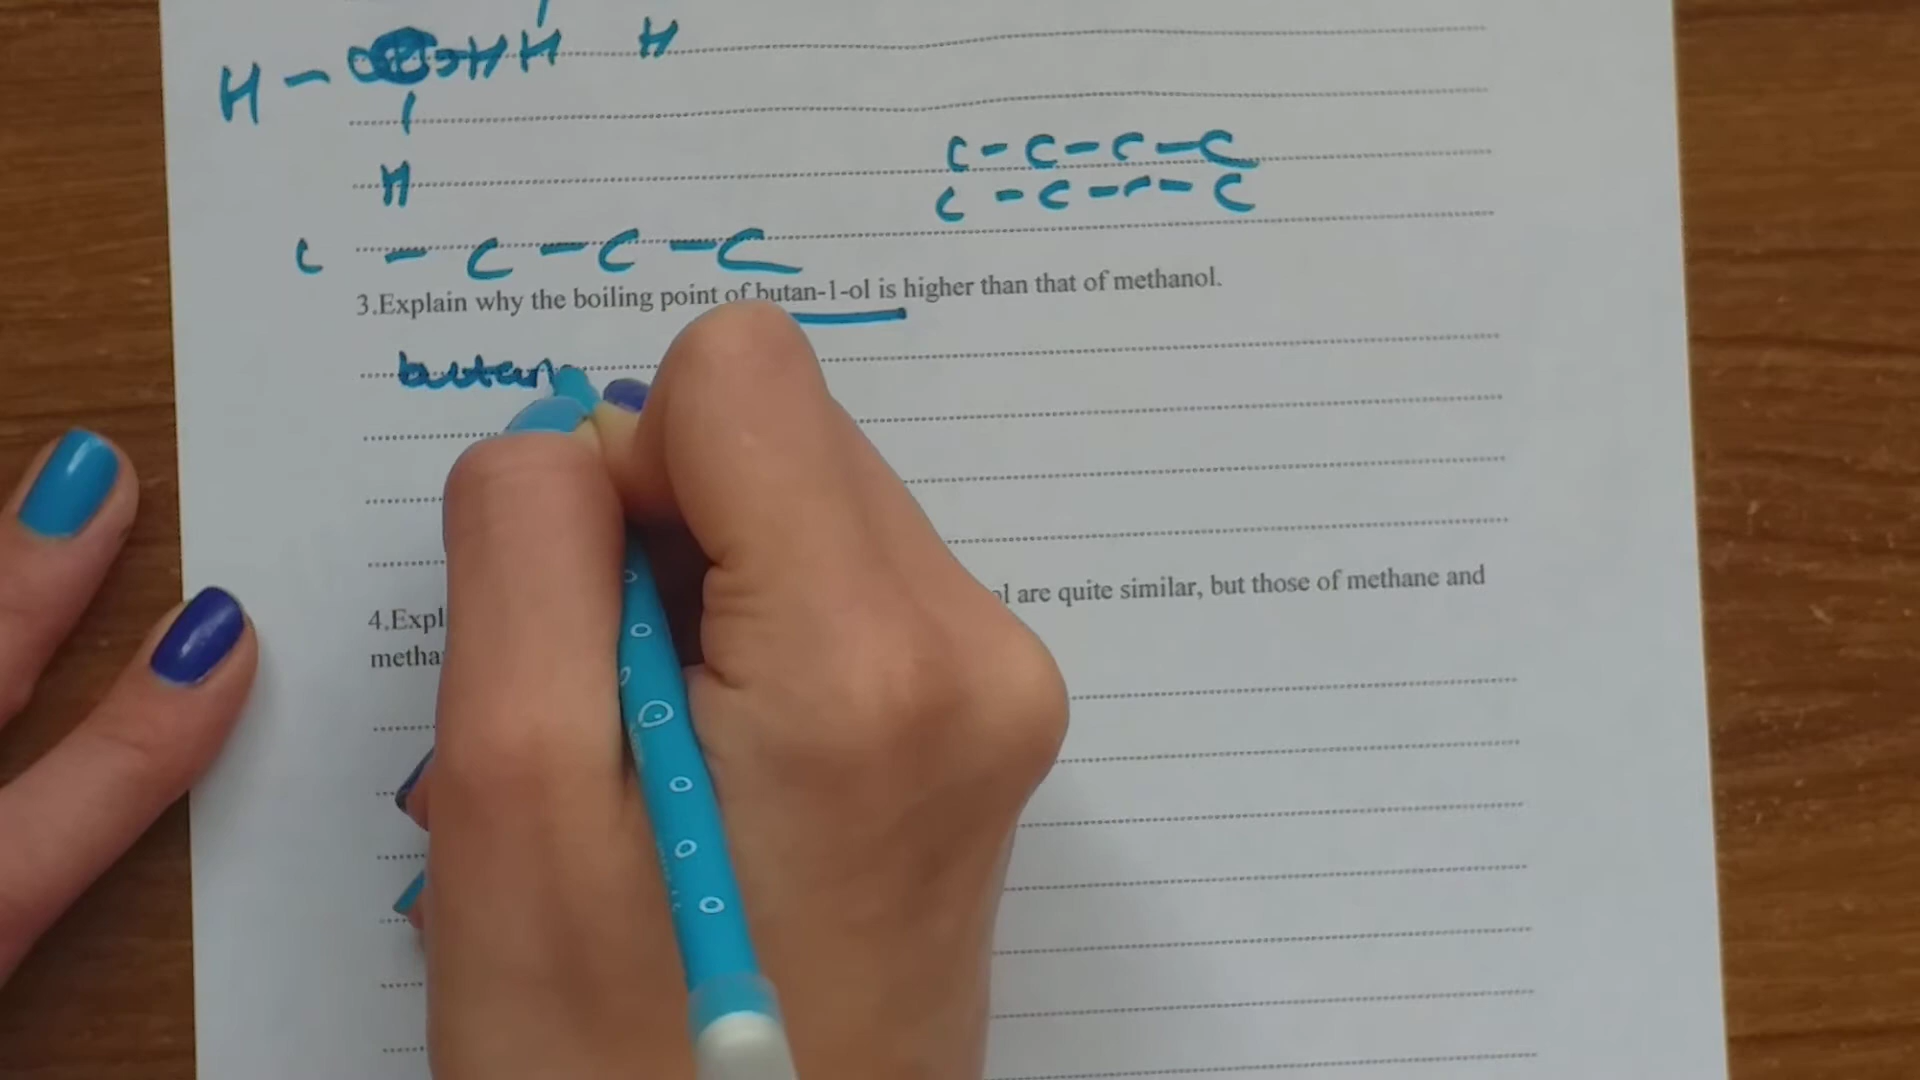 H - H H H
H
C - C - C - C
C - C - C - C
C - C - C - C
3.Explain why the boiling point of butan-1-ol is higher than that of methanol.
butan
4.Expl are quite similar, but those of methane and
metha